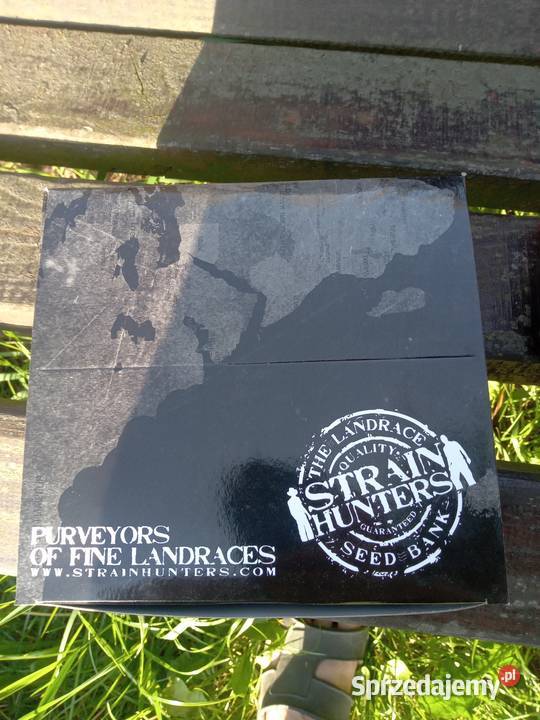 THE LANDRACE
QUALITY
STRAIN
HUNTERS
GUARANTEED
SEED BANK
PURVEYORS
OF FINE LANDRACES
WWW.STRAINHUNTERS.COM
Sprzedajemy.pl